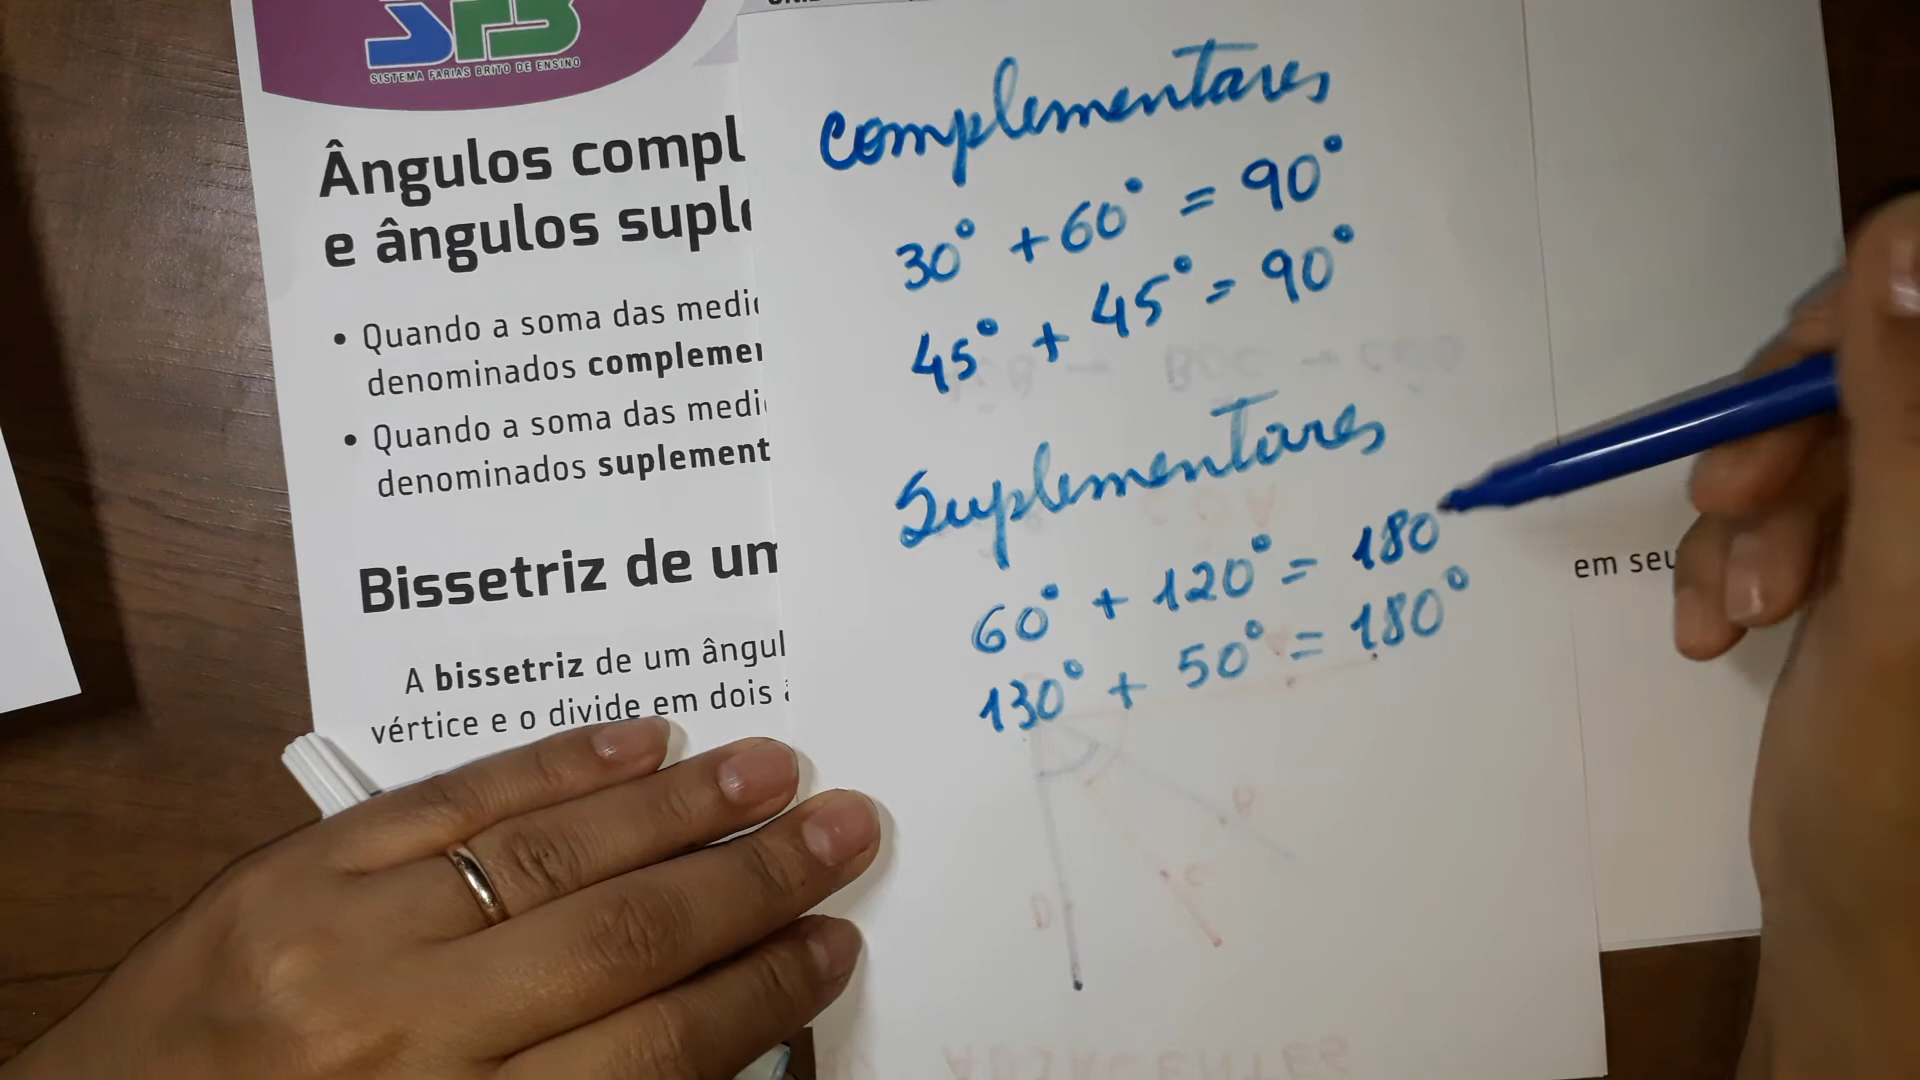 SFB
SISTEMA FARIAS BRITO DE ENSINO
Ângulos compl
e ângulos suple
• Quando a soma das medi
denominados complemen
• Quando a soma das medi
denominados suplement
Bissetriz de um
A bissetriz de um ângul
vértice e o divide em dois
Complementares
30° + 60° = 90°
45° + 45° = 90°
Suplementares
60° + 120° = 180
130° + 50° = 180°
em seu
ADJACENTES